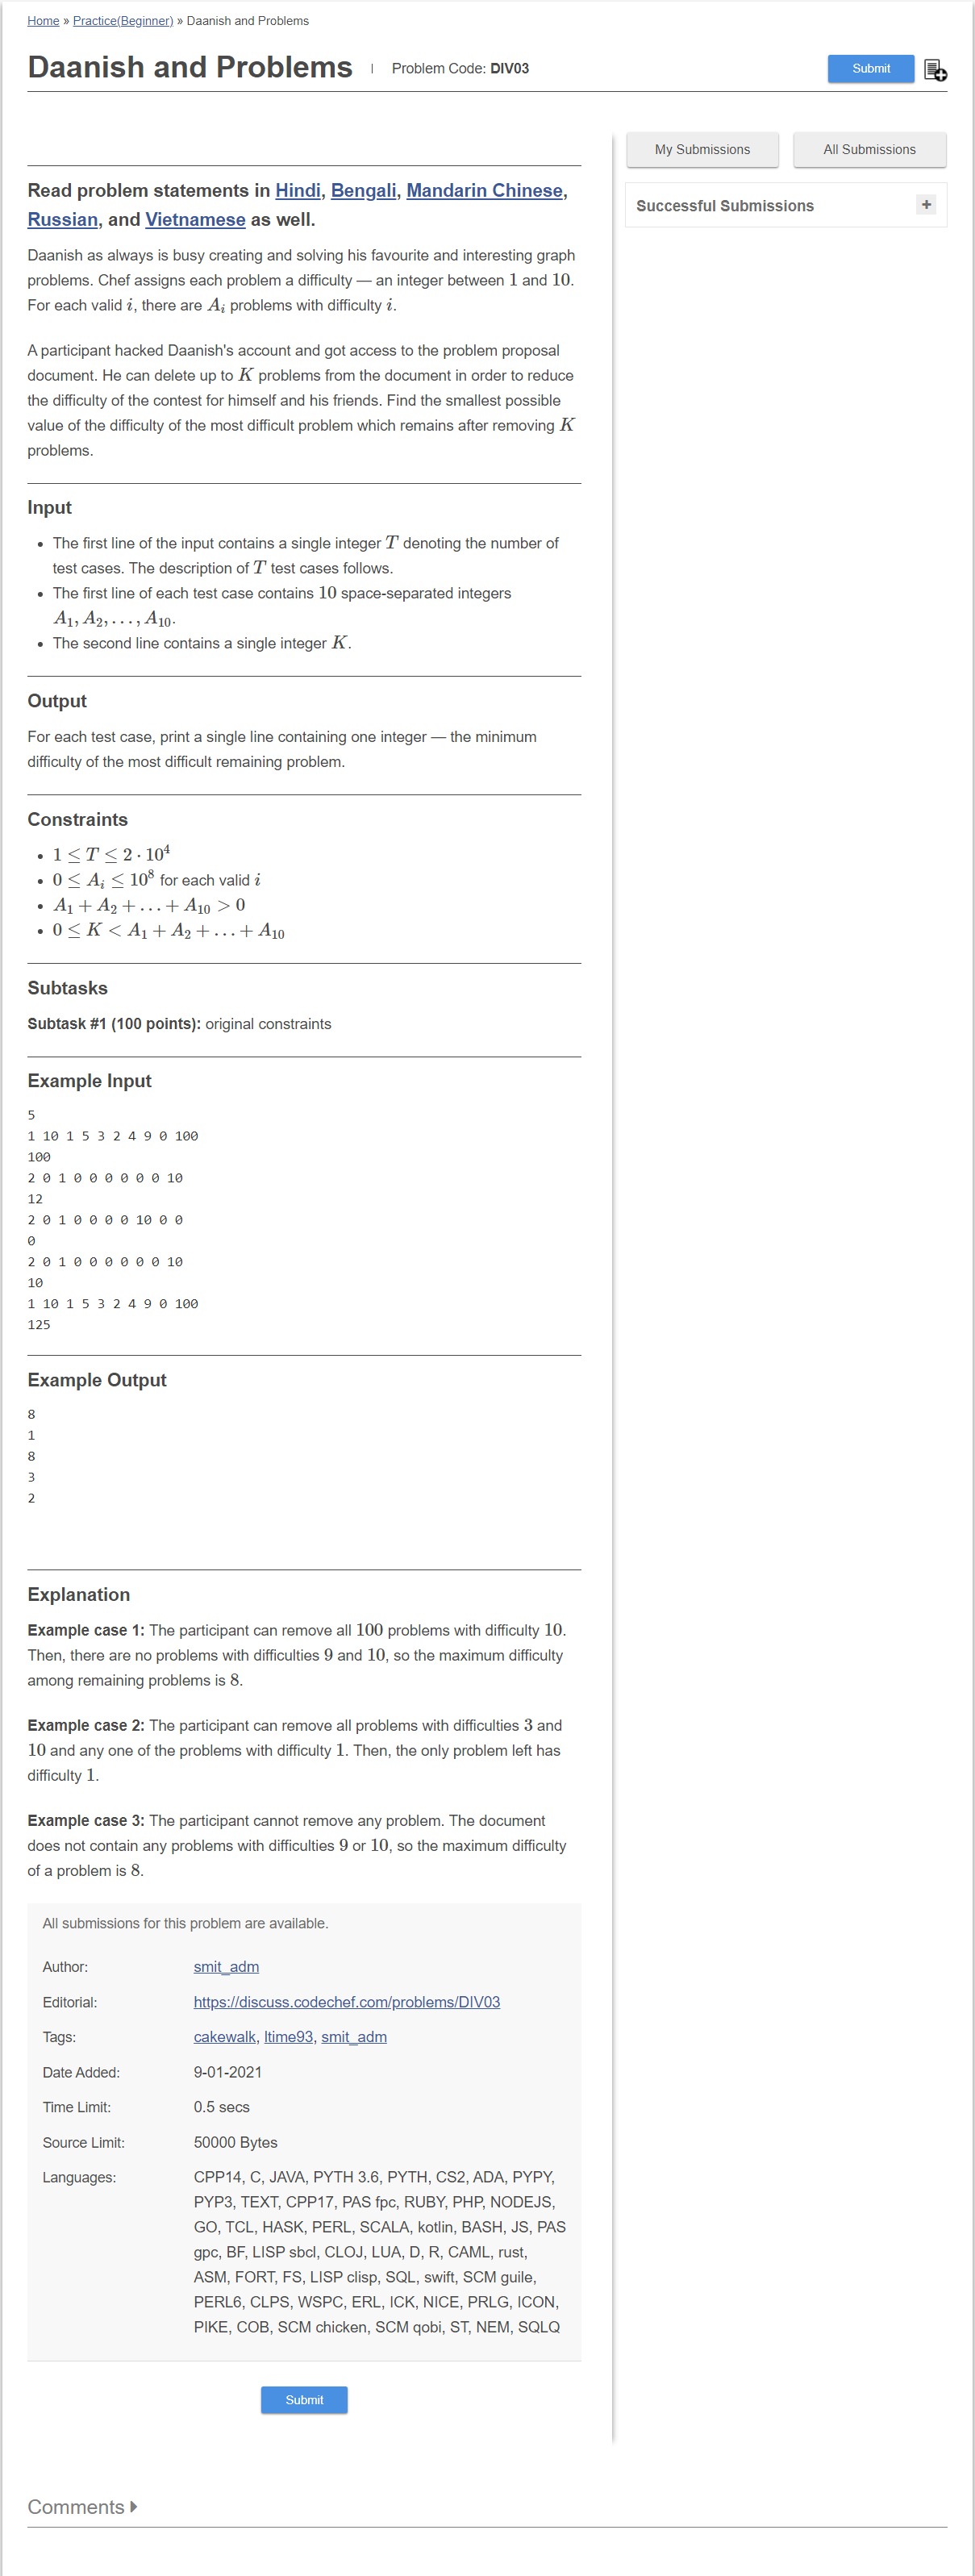 Home » Practice(Beginner) » Daanish and Problems
Daanish and Problems | Problem Code: DIV03
Submit
My Submissions
All Submissions
Successful Submissions +
Read problem statements in Hindi, Bengali, Mandarin Chinese,
Russian, and Vietnamese as well.
Daanish as always is busy creating and solving his favourite and interesting graph
problems. Chef assigns each problem a difficulty — an integer between 1 and 10.
For each valid i, there are A_i problems with difficulty i.
A participant hacked Daanish's account and got access to the problem proposal
document. He can delete up to K problems from the document in order to reduce
the difficulty of the contest for himself and his friends. Find the smallest possible
value of the difficulty of the most difficult problem which remains after removing K
problems.
Input
• The first line of the input contains a single integer T denoting the number of
test cases. The description of T test cases follows.
• The first line of each test case contains 10 space-separated integers
A_1, A_2, . . . , A_10.
• The second line contains a single integer K.
Output
For each test case, print a single line containing one integer — the minimum
difficulty of the most difficult remaining problem.
Constraints
• 1 ≤ T ≤ 2 · 10^4
• 0 ≤ A_i ≤ 10^8 for each valid i
• A_1 + A_2 + . . . + A_10 > 0
• 0 ≤ K < A_1 + A_2 + . . . + A_10
Subtasks
Subtask #1 (100 points): original constraints
Example Input
5
1 10 1 5 3 2 4 9 0 100
100
2 0 1 0 0 0 0 0 0 10
12
2 0 1 0 0 0 0 10 0 0
0
2 0 1 0 0 0 0 0 0 10
10
1 10 1 5 3 2 4 9 0 100
125
Example Output
8
1
8
3
2
Explanation
Example case 1: The participant can remove all 100 problems with difficulty 10.
Then, there are no problems with difficulties 9 and 10, so the maximum difficulty
among remaining problems is 8.
Example case 2: The participant can remove all problems with difficulties 3 and
10 and any one of the problems with difficulty 1. Then, the only problem left has
difficulty 1.
Example case 3: The participant cannot remove any problem. The document
does not contain any problems with difficulties 9 or 10, so the maximum difficulty
of a problem is 8.
All submissions for this problem are available.
Author: smit_adm
Editorial: https://discuss.codechef.com/problems/DIV03
Tags: cakewalk, ltime93, smit_adm
Date Added: 9-01-2021
Time Limit: 0.5 secs
Source Limit: 50000 Bytes
Languages: CPP14, C, JAVA, PYTH 3.6, PYTH, CS2, ADA, PYPY,
PYP3, TEXT, CPP17, PAS fpc, RUBY, PHP, NODEJS,
GO, TCL, HASK, PERL, SCALA, kotlin, BASH, JS, PAS
gpc, BF, LISP sbcl, CLOJ, LUA, D, R, CAML, rust,
ASM, FORT, FS, LISP clisp, SQL, swift, SCM guile,
PERL6, CLPS, WSPC, ERL, ICK, NICE, PRLG, ICON,
PIKE, COB, SCM chicken, SCM qobi, ST, NEM, SQLQ
Submit
Comments